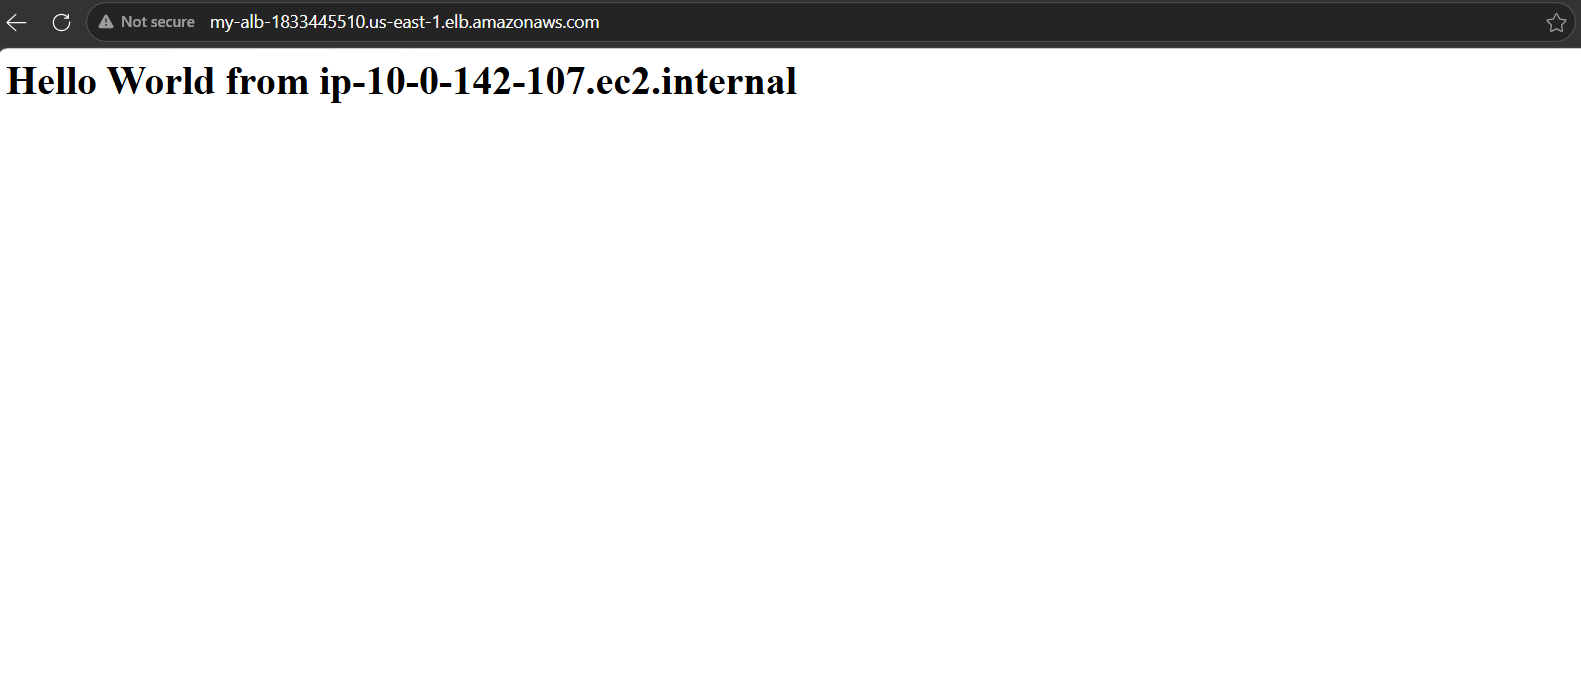 Not secure my-alb-1833445510.us-east-1.elb.amazonaws.com
Hello World from ip-10-0-142-107.ec2.internal